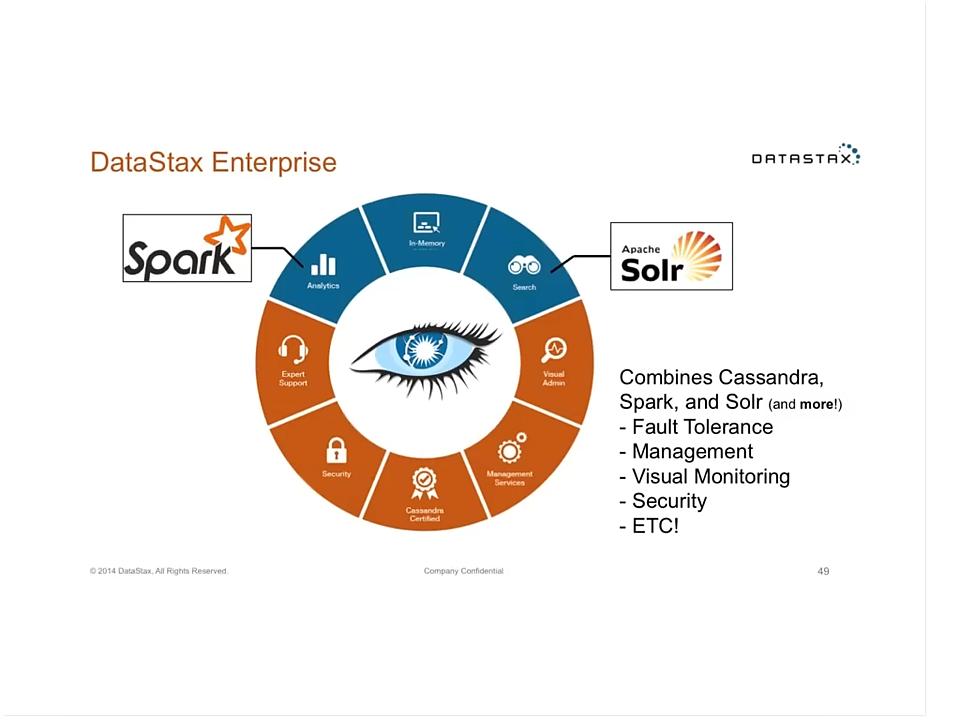 DataStax Enterprise
DATASTAX
Spark
Apache
Solr
In-Memory
Analytics
Search
Expert
Support
Visual
Admin
Security
Management
Services
Cassandra
Certified
Combines Cassandra,
Spark, and Solr (and more!)
- Fault Tolerance
- Management
- Visual Monitoring
- Security
- ETC!
© 2014 DataStax, All Rights Reserved.
Company Confidential
49